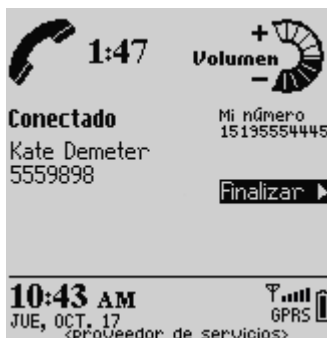 1:47
+
Volumen
−
Conectado
Mi número
15195554445
Kate Demeter
5559898
Finalizar
10:43 AM
GPRS
JUE, OCT. 17
<proveedor de servicios>